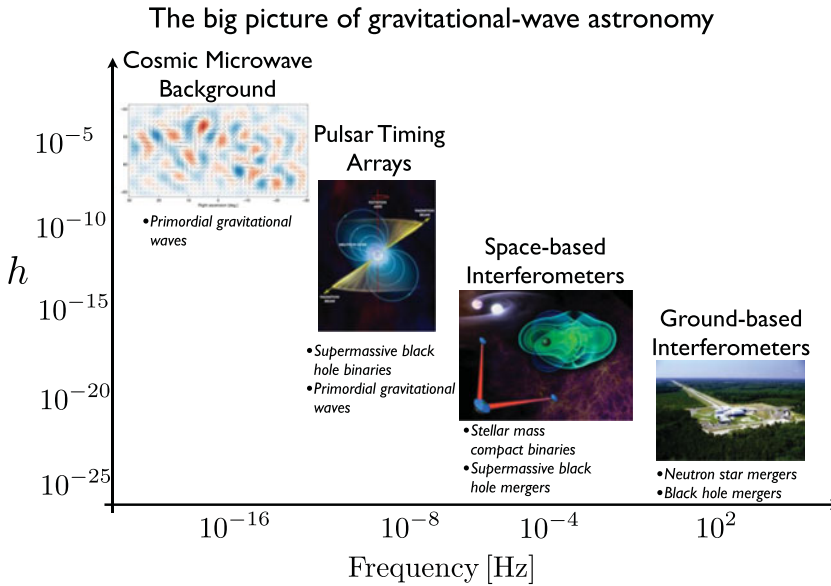 The big picture of gravitational-wave astronomy
Cosmic Microwave
Background
•Primordial gravitational
waves
Pulsar Timing
Arrays
•Supermassive black
hole binaries
•Primordial gravitational
waves
Space-based
Interferometers
•Stellar mass
compact binaries
•Supermassive black
hole mergers
Ground-based
Interferometers
•Neutron star mergers
•Black hole mergers
h
10⁻⁵
10⁻¹⁰
10⁻¹⁵
10⁻²⁰
10⁻²⁵
10⁻¹⁶
10⁻⁸
10⁻⁴
10²
Frequency [Hz]